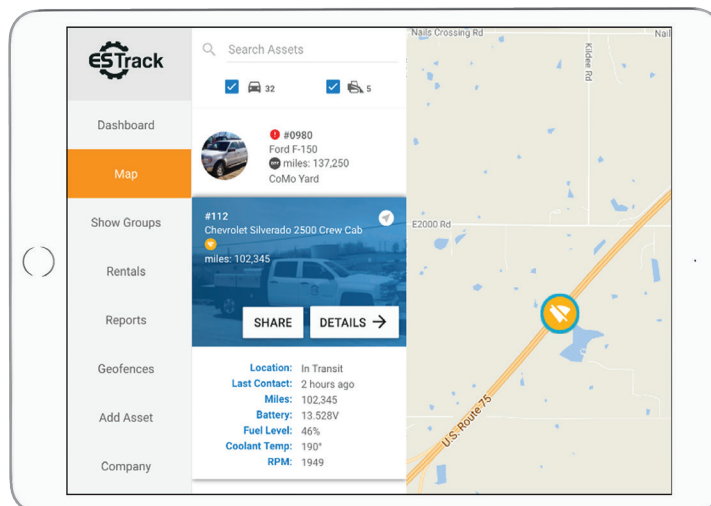 ESTrack
Dashboard
Map
Show Groups
Rentals
Reports
Geofences
Add Asset
Company
Search Assets
32
5
#0980
Ford F-150
OFF miles: 137,250
CoMo Yard
#112
Chevrolet Silverado 2500 Crew Cab
miles: 102,345
SHARE
DETAILS →
Location: In Transit
Last Contact: 2 hours ago
Miles: 102,345
Battery: 13.528V
Fuel Level: 46%
Coolant Temp: 190°
RPM: 1949
Nails Crossing Rd
Nail
Kildee Rd
E2000 Rd
U.S. Route 75